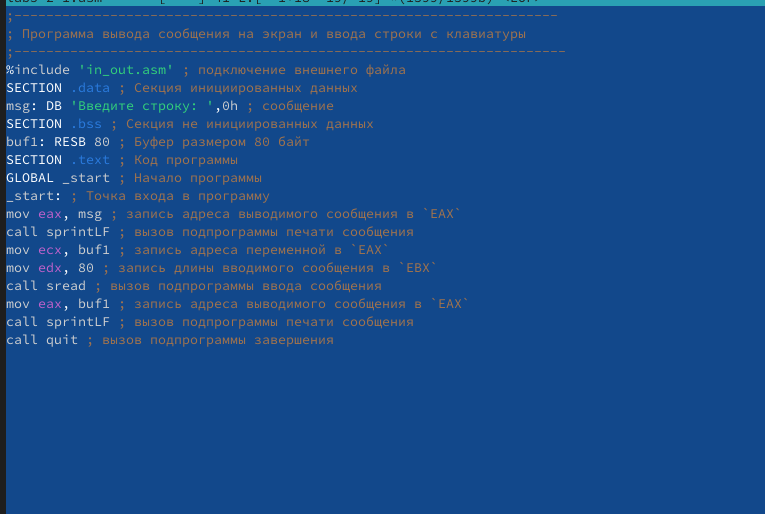 ;--------------------------------------------------------------------
; Программа вывода сообщения на экран и ввода строки с клавиатуры
;---------------------------------------------------------------------
%include 'in_out.asm' ; подключение внешнего файла
SECTION .data ; Секция инициированных данных
msg: DB 'Введите строку: ',0h ; сообщение
SECTION .bss ; Секция не инициированных данных
buf1: RESB 80 ; Буфер размером 80 байт
SECTION .text ; Код программы
GLOBAL _start ; Начало программы
_start: ; Точка входа в программу
mov eax, msg ; запись адреса выводимого сообщения в `EAX`
call sprintLF ; вызов подпрограммы печати сообщения
mov ecx, buf1 ; запись адреса переменной в `EAX`
mov edx, 80 ; запись длины вводимого сообщения в `EBX`
call sread ; вызов подпрограммы ввода сообщения
mov eax, buf1 ; запись адреса выводимого сообщения в `EAX`
call sprintLF ; вызов подпрограммы печати сообщения
call quit ; вызов подпрограммы завершения